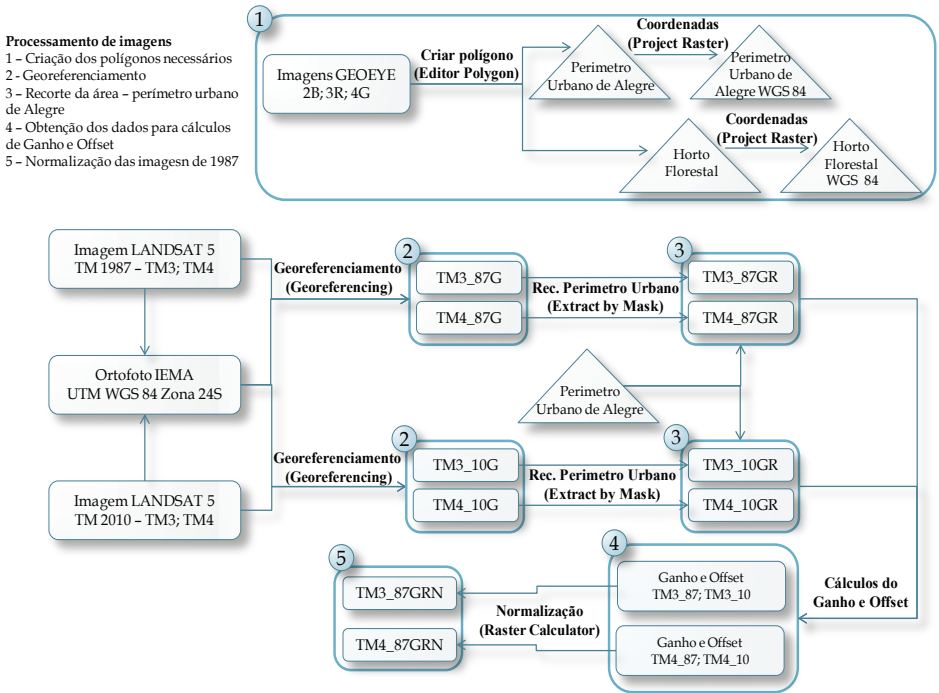 Processamento de imagens
1 – Criação dos polígonos necessários
2 - Georeferenciamento
3 – Recorte da área – perímetro urbano
de Alegre
4 – Obtenção dos dados para cálculos
de Ganho e Offset
5 – Normalização das imagesn de 1987
1
Imagens GEOEYE
2B; 3R; 4G
Criar polígono
(Editor Polygon)
Perimetro
Urbano de Alegre
Coordenadas
(Project Raster)
Perimetro
Urbano de
Alegre WGS 84
Horto
Florestal
Coordenadas
(Project Raster)
Horto
Florestal
WGS 84
Imagem LANDSAT 5
TM 1987 – TM3; TM4
Georeferenciamento
(Georeferencing)
2
TM3_87G
TM4_87G
Rec. Perimetro Urbano
(Extract by Mask)
3
TM3_87GR
TM4_87GR
Ortofoto IEMA
UTM WGS 84 Zona 24S
Perimetro
Urbano de Alegre
Imagem LANDSAT 5
TM 2010 – TM3; TM4
Georeferenciamento
(Georeferencing)
2
TM3_10G
TM4_10G
Rec. Perimetro Urbano
(Extract by Mask)
3
TM3_10GR
TM4_10GR
Cálculos do
Ganho e Offset
4
Ganho e Offset
TM3_87; TM3_10
Ganho e Offset
TM4_87; TM4_10
Normalização
(Raster Calculator)
5
TM3_87GRN
TM4_87GRN